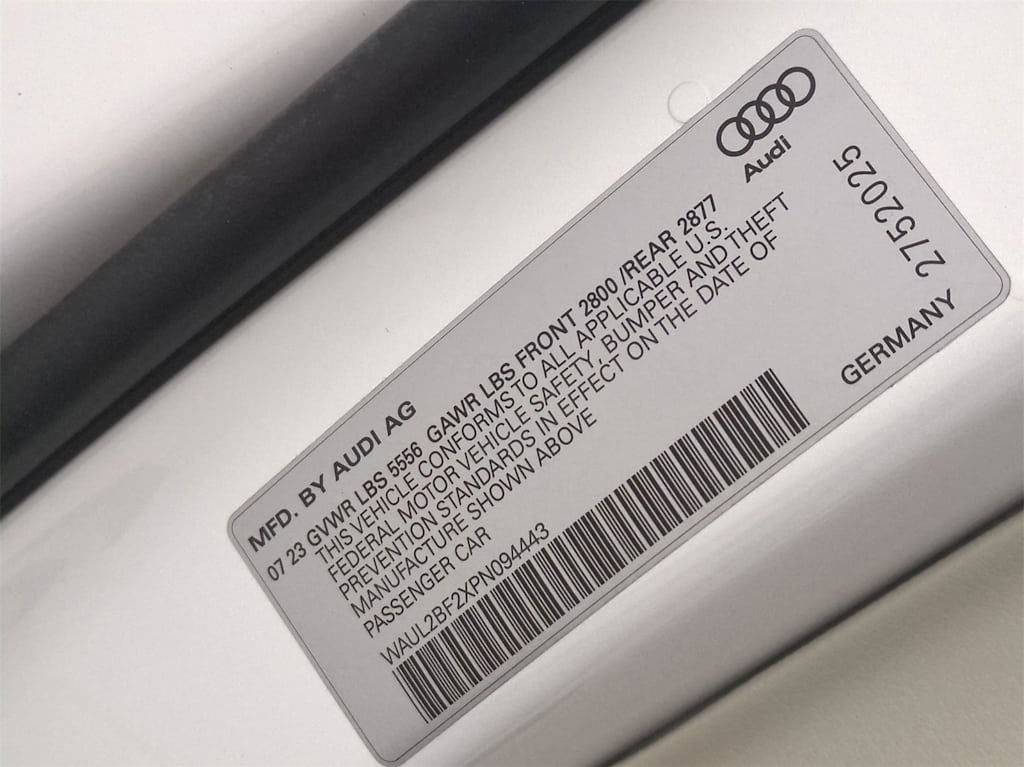 MFD. BY AUDI AG
07 23 GVWR LBS 5556 GAWR LBS FRONT 2800 /REAR 2877
THIS VEHICLE CONFORMS TO ALL APPLICABLE U.S.
FEDERAL MOTOR VEHICLE SAFETY, BUMPER AND THEFT
PREVENTION STANDARDS IN EFFECT ON THE DATE OF
MANUFACTURE SHOWN ABOVE
PASSENGER CAR
WAUL2BF2XPN094443
Audi
2752025
GERMANY